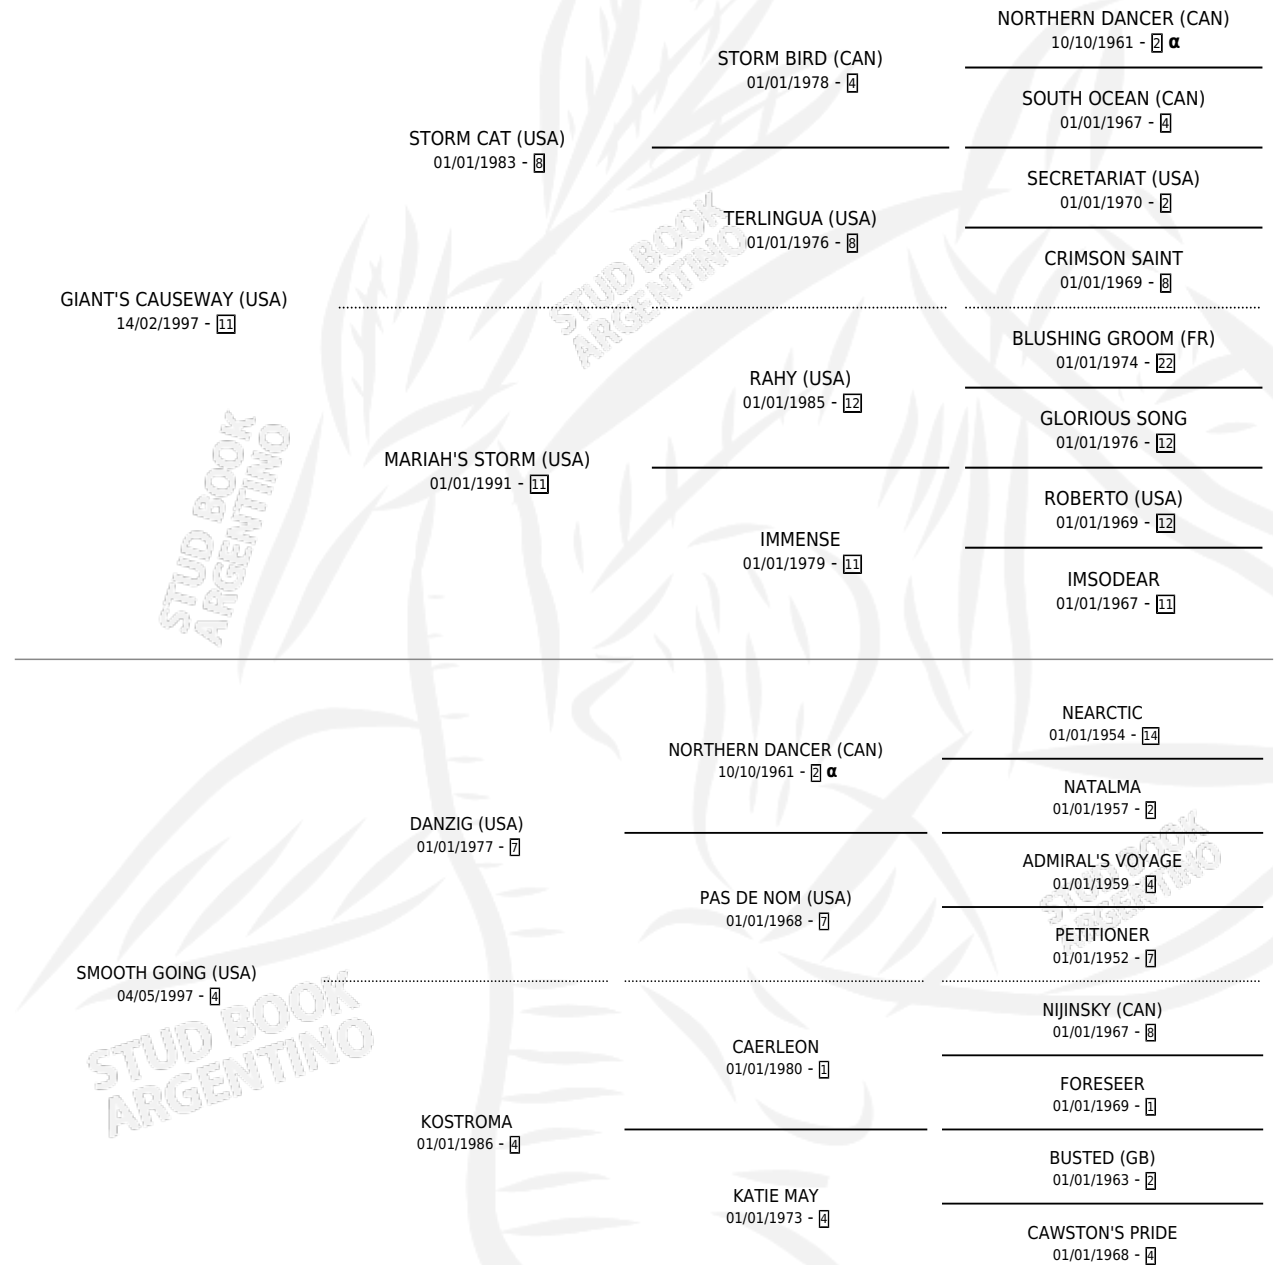 NORTHERN DANCER (CAN)
10/10/1961 - 2 α
STORM BIRD (CAN)
01/01/1978 - 4
SOUTH OCEAN (CAN)
01/01/1967 - 4
STORM CAT (USA)
01/01/1983 - 8
SECRETARIAT (USA)
01/01/1970 - 2
TERLINGUA (USA)
01/01/1976 - 8
CRIMSON SAINT
01/01/1969 - 8
GIANT'S CAUSEWAY (USA)
14/02/1997 - 11
BLUSHING GROOM (FR)
01/01/1974 - 22
RAHY (USA)
01/01/1985 - 12
GLORIOUS SONG
01/01/1976 - 12
MARIAH'S STORM (USA)
01/01/1991 - 11
ROBERTO (USA)
01/01/1969 - 12
IMMENSE
01/01/1979 - 11
IMSODEAR
01/01/1967 - 11
NEARCTIC
01/01/1954 - 14
NORTHERN DANCER (CAN)
10/10/1961 - 2 α
NATALMA
01/01/1957 - 2
DANZIG (USA)
01/01/1977 - 7
ADMIRAL'S VOYAGE
01/01/1959 - 4
PAS DE NOM (USA)
01/01/1968 - 7
PETITIONER
01/01/1952 - 7
SMOOTH GOING (USA)
04/05/1997 - 4
NIJINSKY (CAN)
01/01/1967 - 8
CAERLEON
01/01/1980 - 1
FORESEER
01/01/1969 - 1
KOSTROMA
01/01/1986 - 4
BUSTED (GB)
01/01/1963 - 2
KATIE MAY
01/01/1973 - 4
CAWSTON'S PRIDE
01/01/1968 - 4
STUD BOOK
ARGENTINO
STUD BOOK
ARGENTINO
STUD BOOK
ARGENTINO
STUD BOOK
ARGENTINO